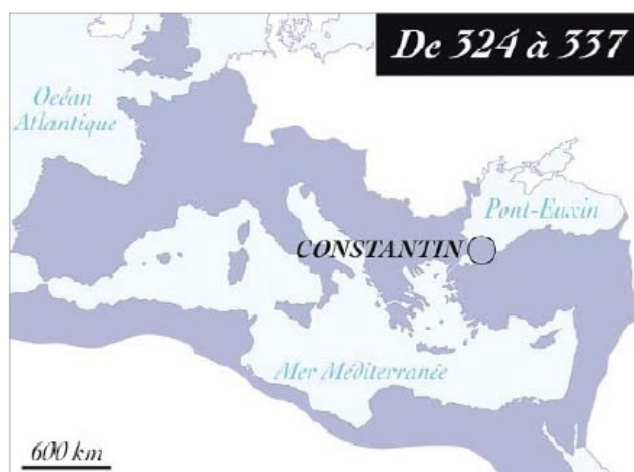 De 324 à 337
Océan
Atlantique
Pont-Euxin
CONSTANTIN
Mer Méditerranée
600 km